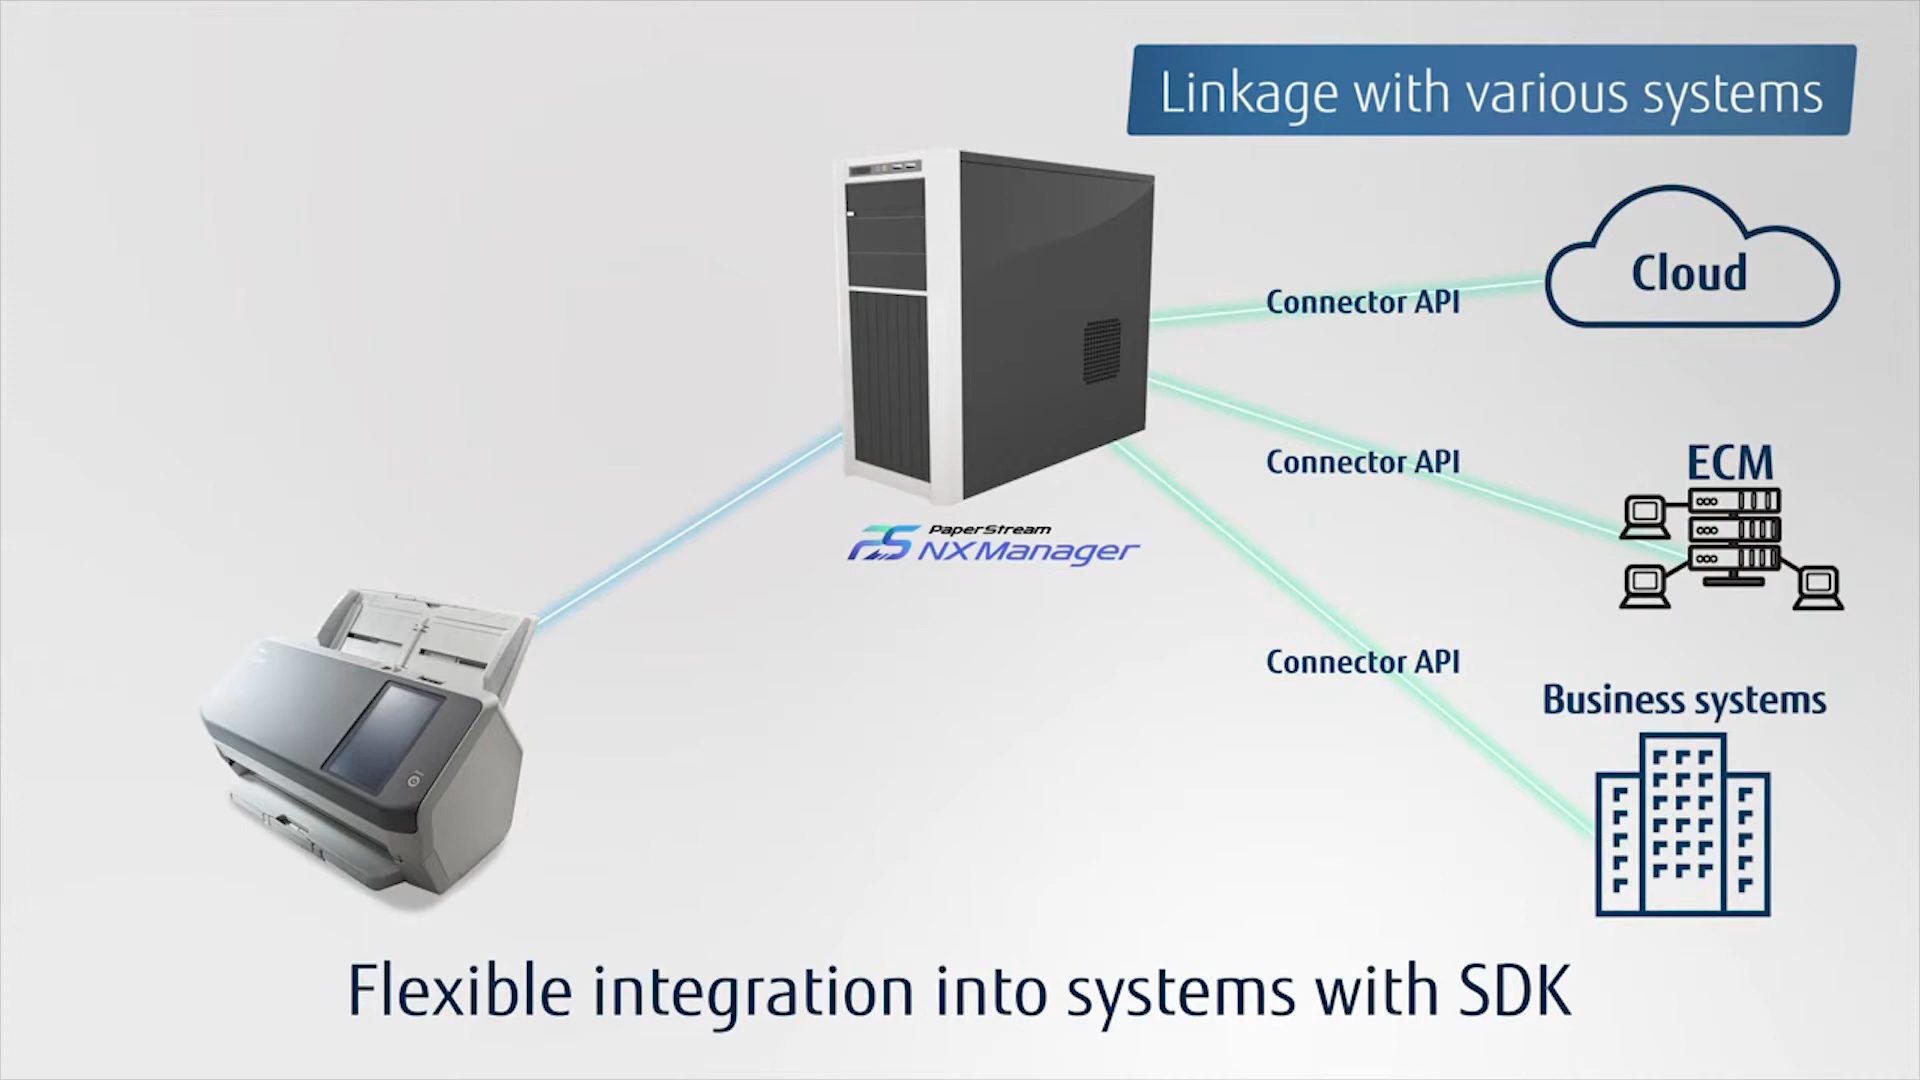 Linkage with various systems
Cloud
Connector API
Connector API
ECM
PS PaperStream
NX Manager
Connector API
Business systems
Flexible integration into systems with SDK